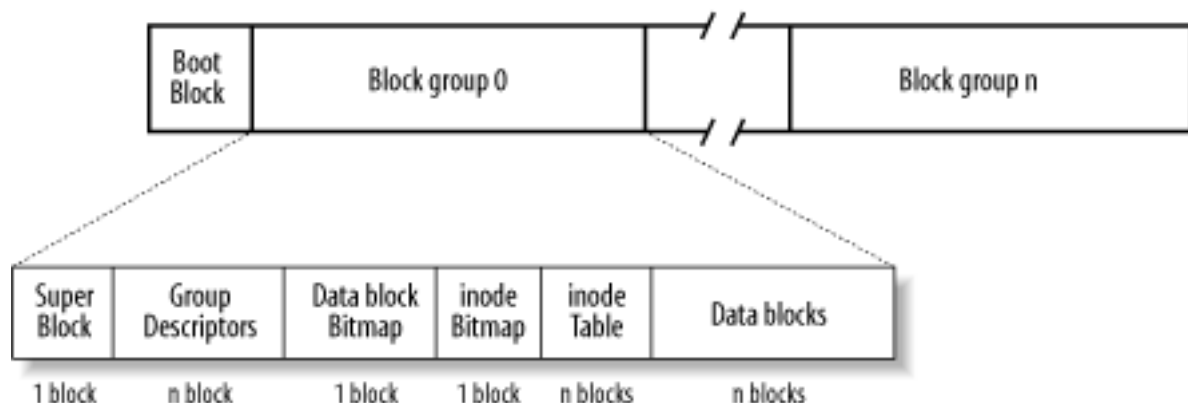 Boot
Block
Block group 0
Block group n
Super
Block
Group
Descriptors
Data block
Bitmap
inode
Bitmap
inode
Table
Data blocks
1 block
n block
1 block
1 block
n blocks
n blocks